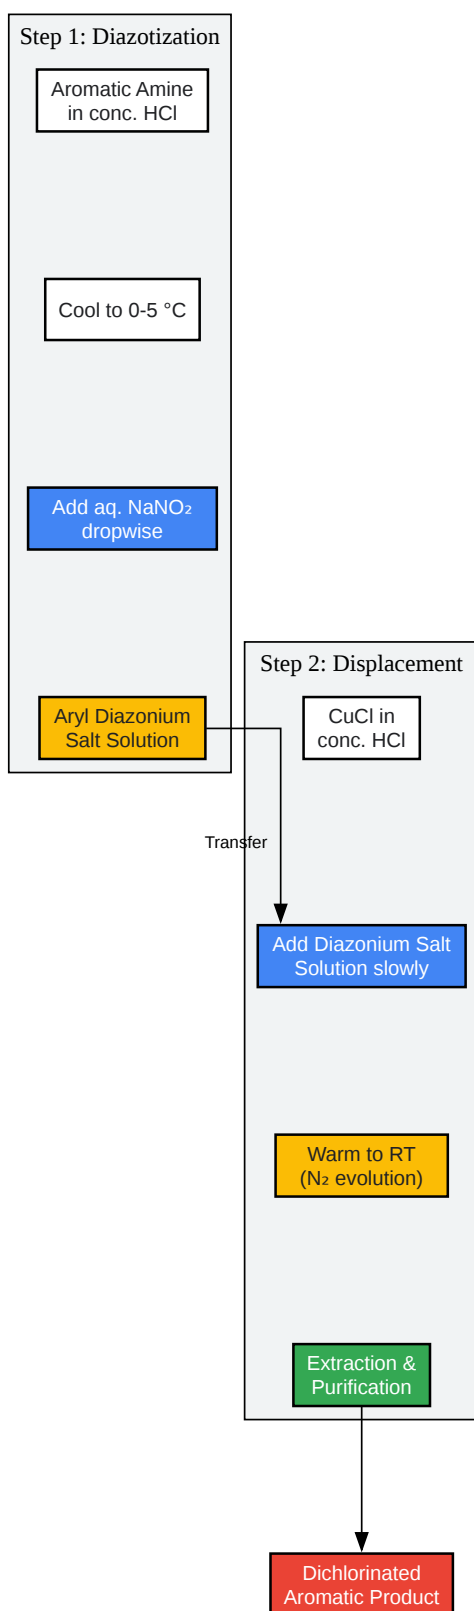 Step 1: Diazotization
Aromatic Amine
in conc. HCl
Cool to 0-5 °C
Add aq. NaNO₂
dropwise
Aryl Diazonium
Salt Solution
Transfer
Step 2: Displacement
CuCl in
conc. HCl
Add Diazonium Salt
Solution slowly
Warm to RT
(N₂ evolution)
Extraction &
Purification
Dichlorinated
Aromatic Product